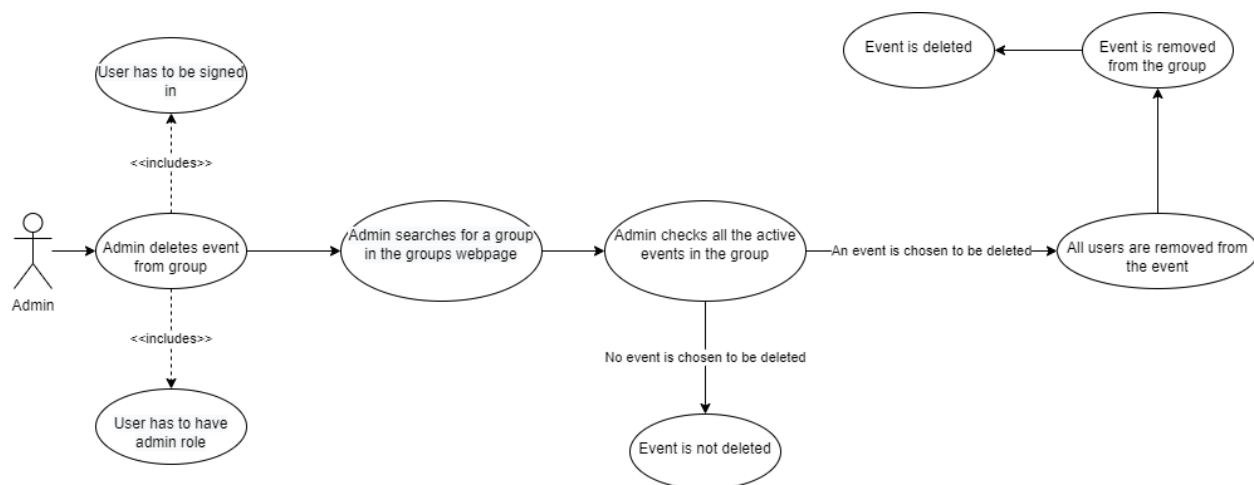 Event is deleted
Event is removed
from the group
User has to be signed
in
<<includes>>
Admin
Admin deletes event
from group
Admin searches for a group
in the groups webpage
Admin checks all the active
events in the group
An event is chosen to be deleted
All users are removed from
the event
<<includes>>
No event is chosen to be deleted
User has to have
admin role
Event is not deleted